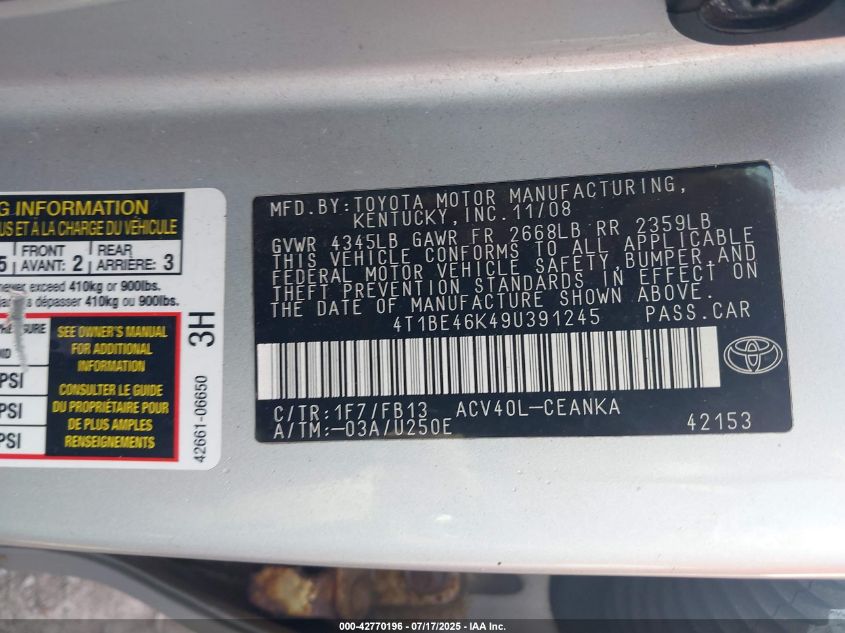 G INFORMATION
US ET À LA CHARGE DU VÉHICULE
5 FRONT AVANT: 2 REAR ARRIÈRE: 3
exceed 410kg or 900lbs.
à dépasser 410kg ou 900lbs.
SEE OWNER'S MANUAL
FOR ADDITIONAL
INFORMATION
CONSULTER LE GUIDE
DU PROPRIÉTAIRE POUR
DE PLUS AMPLES
RENSEIGNEMENTS
PSI
PSI
PSI
3H
42661-06650
MFD. BY: TOYOTA MOTOR MANUFACTURING,
KENTUCKY, INC. 11/08
GVWR 4345LB GAWR FR 2668LB RR 2359LB
THIS VEHICLE CONFORMS TO ALL APPLICABLE
FEDERAL MOTOR VEHICLE SAFETY, BUMPER, AND
THEFT PREVENTION STANDARDS IN EFFECT ON
THE DATE OF MANUFACTURE SHOWN ABOVE.
4T1BE46K49U391245 PASS.CAR
C/TR:1F7/FB13 ACV40L-CEANKA
A/TM:-03A/U250E 42153
000-42770196 - 07/17/2025 - IAA Inc.